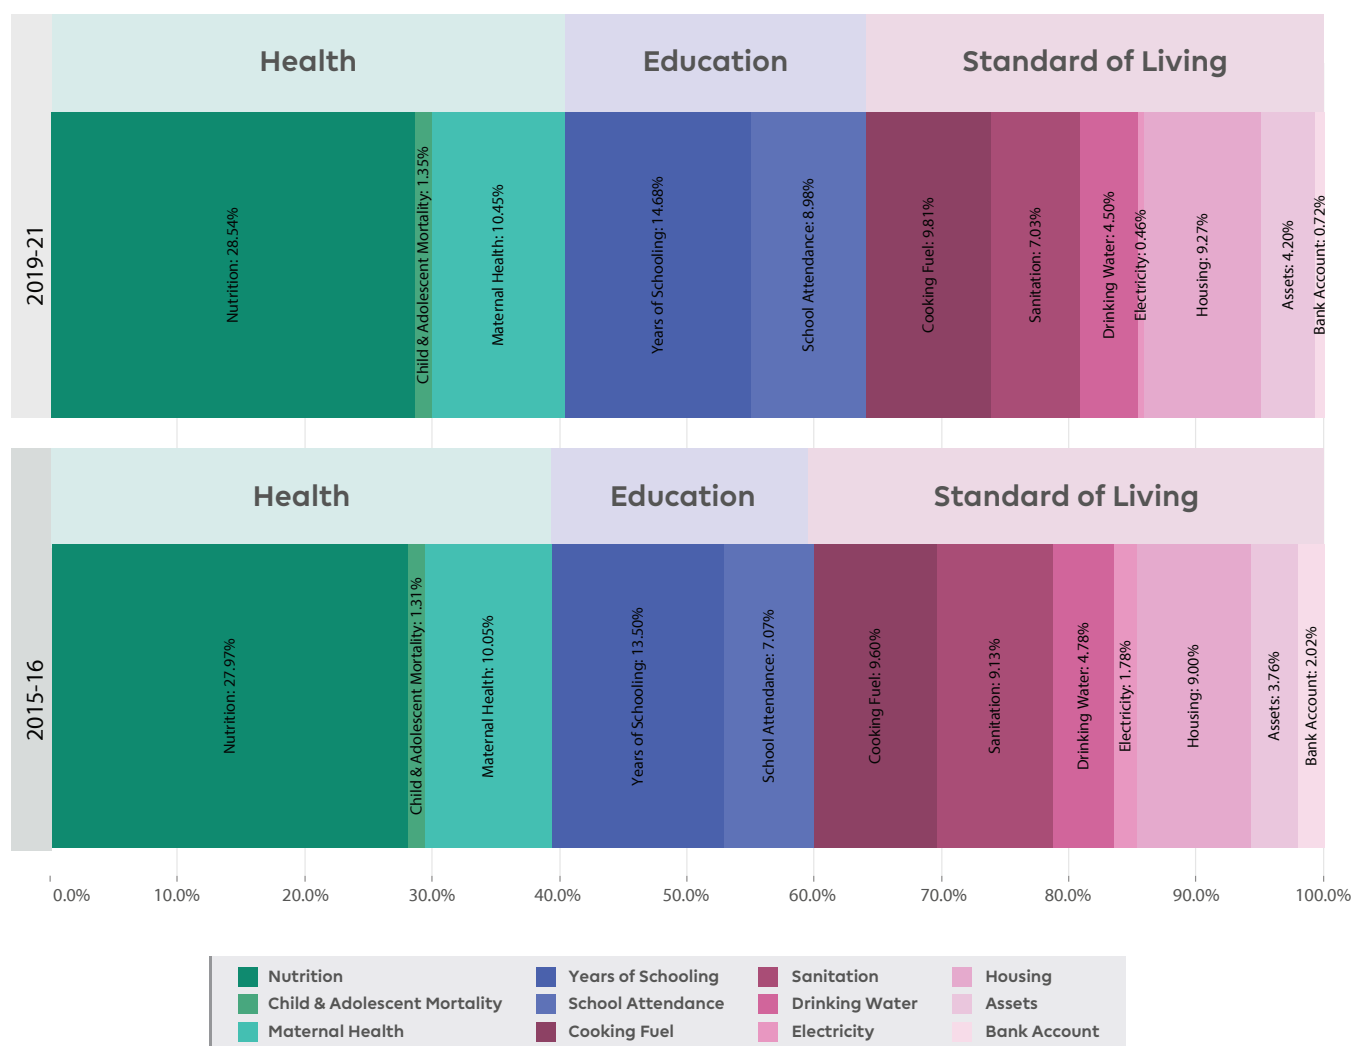 Health
Education
Standard of Living
2019-21
Nutrition: 28.54%
Child & Adolescent Mortality: 1.35%
Maternal Health: 10.45%
Years of Schooling: 14.68%
School Attendance: 8.98%
Cooking Fuel: 9.81%
Sanitation: 7.03%
Drinking Water: 4.50%
Electricity: 0.46%
Housing: 9.27%
Assets: 4.20%
Bank Account: 0.72%
Health
Education
Standard of Living
2015-16
Nutrition: 27.97%
Child & Adolescent Mortality: 1.31%
Maternal Health: 10.05%
Years of Schooling: 13.50%
School Attendance: 7.07%
Cooking Fuel: 9.60%
Sanitation: 9.13%
Drinking Water: 4.78%
Electricity: 1.78%
Housing: 9.00%
Assets: 3.76%
Bank Account: 2.02%
0.0% 10.0% 20.0% 30.0% 40.0% 50.0% 60.0% 70.0% 80.0% 90.0% 100.0%
Nutrition
Child & Adolescent Mortality
Maternal Health
Years of Schooling
School Attendance
Cooking Fuel
Sanitation
Drinking Water
Electricity
Housing
Assets
Bank Account